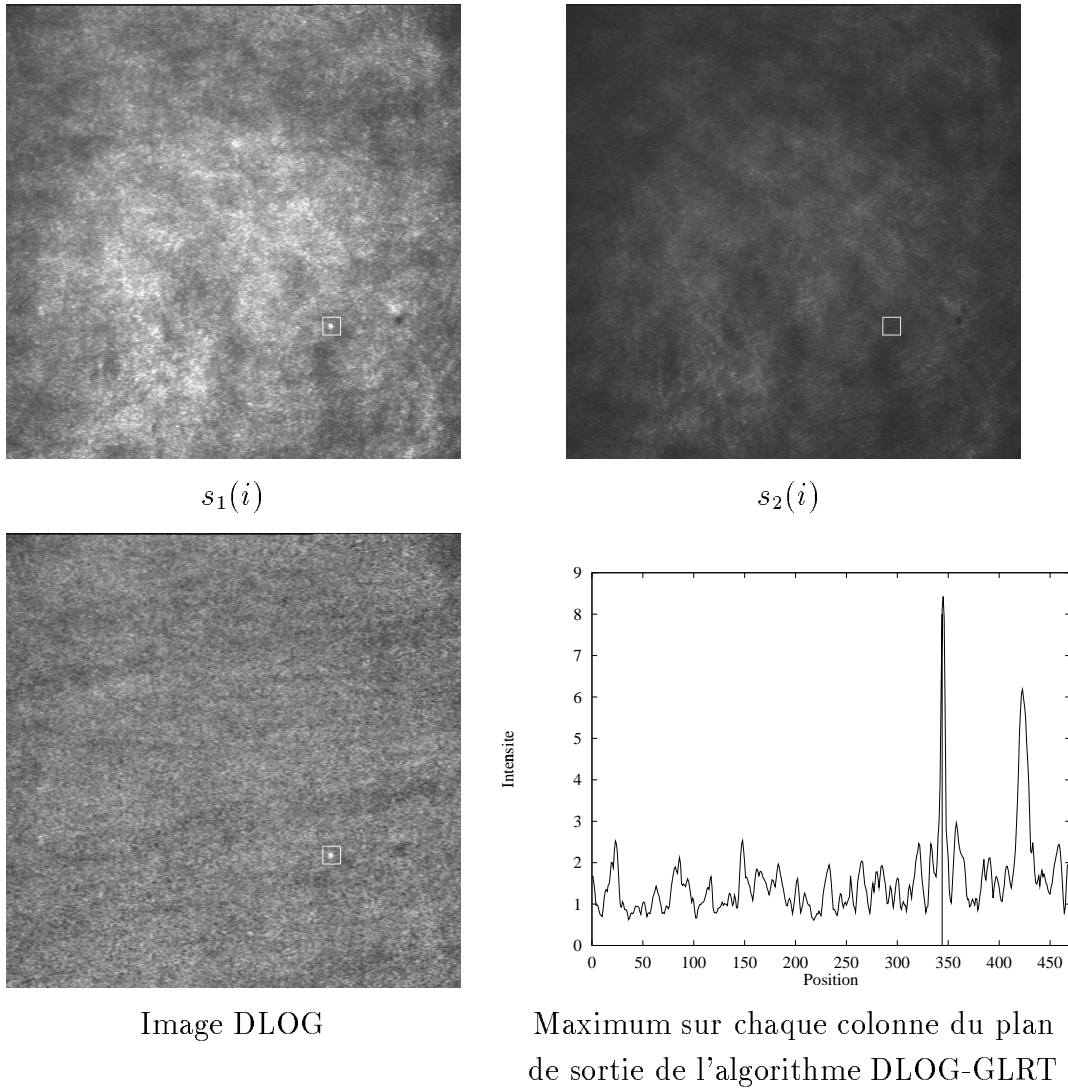 s₁(i)
s₂(i)
9
8
7
6
5
4
3
2
1
0
Intensite
0 50 100 150 200 250 300 350 400 450
Position
Image DLOG
Maximum sur chaque colonne du plan
de sortie de l'algorithme DLOG-GLRT